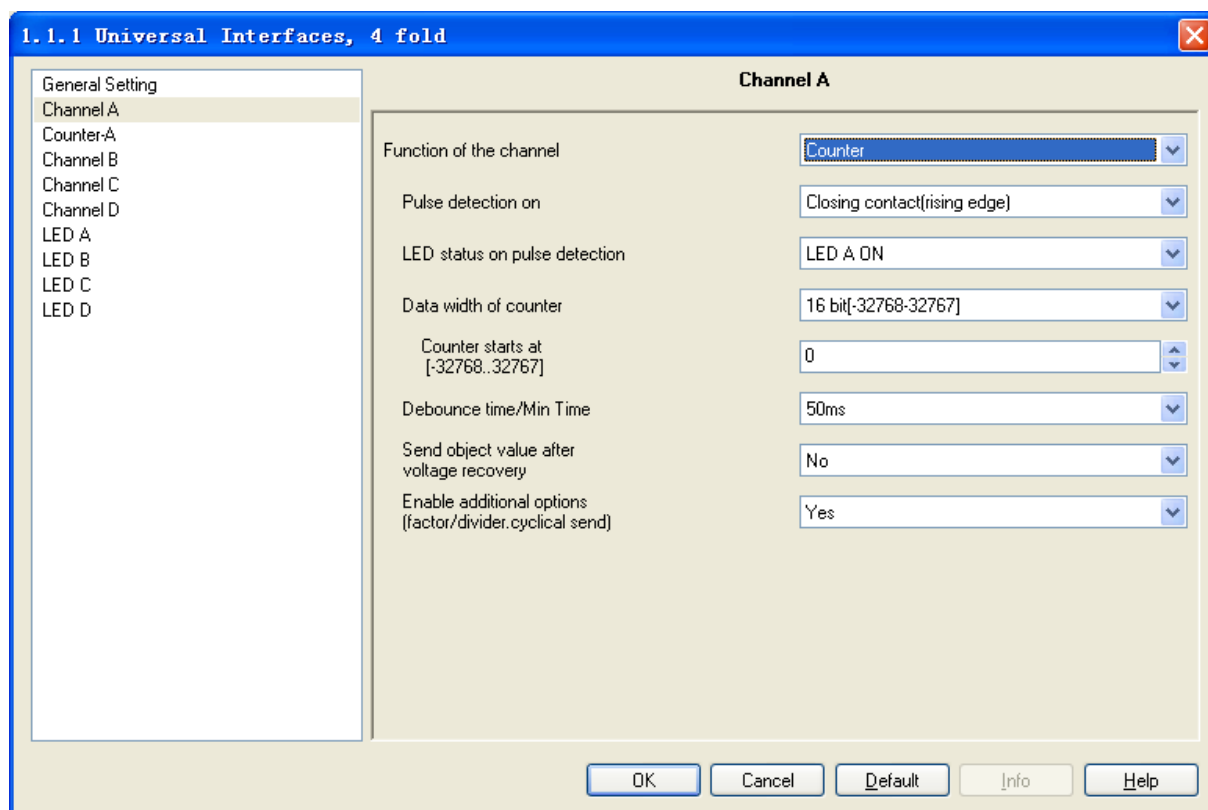 1.1.1 Universal Interfaces, 4 fold
General Setting
Channel A
Counter-A
Channel B
Channel C
Channel D
LED A
LED B
LED C
LED D
Channel A
Function of the channel
Counter
Pulse detection on
Closing contact(rising edge)
LED status on pulse detection
LED A ON
Data width of counter
16 bit[-32768-32767]
Counter starts at
[-32768..32767]
0
Debounce time/Min Time
50ms
Send object value after
voltage recovery
No
Enable additional options
(factor/divider.cyclical send)
Yes
OK
Cancel
Default
Info
Help